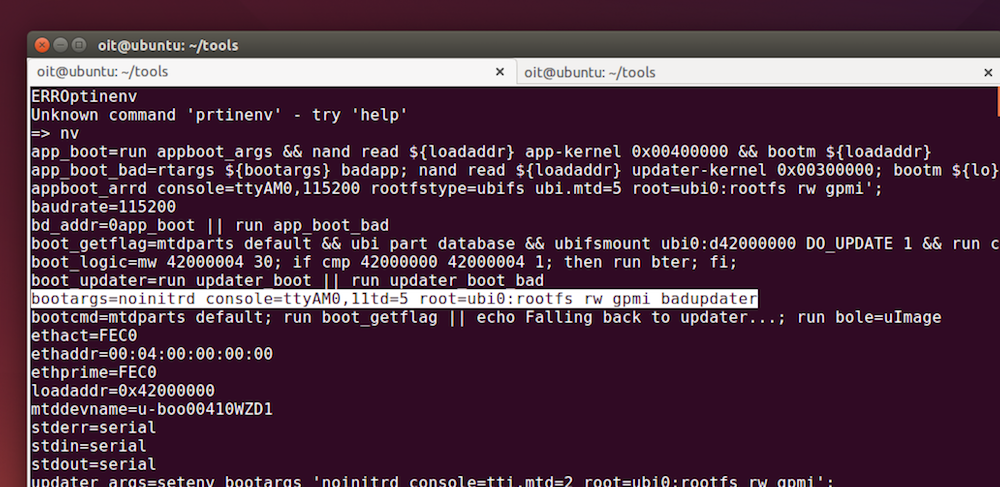 oit@ubuntu: ~/tools
oit@ubuntu: ~/tools
oit@ubuntu: ~/tools
ERROptinenv
Unknown command 'prtinenv' - try 'help'
=> nv
app_boot=run appboot_args && nand read ${loadaddr} app-kernel 0x00400000 && bootm ${loadaddr}
app_boot_bad=rtargs ${bootargs} badapp; nand read ${loadaddr} updater-kernel 0x00300000; bootm ${lo}
appboot_arrd console=ttyAM0,115200 rootfstype=ubifs ubi.mtd=5 root=ubi0:rootfs rw gpmi';
baudrate=115200
bd_addr=0app_boot || run app_boot_bad
boot_getflag=mtdparts default && ubi part database && ubifsmount ubi0:d42000000 DO_UPDATE 1 && run c
boot_logic=mw 42000004 30; if cmp 42000000 42000004 1; then run bter; fi;
boot_updater=run updater_boot || run updater_boot_bad
bootargs=noinitrd console=ttyAM0,11td=5 root=ubi0:rootfs rw gpmi badupdater
bootcmd=mtdparts default; run boot_getflag || echo Falling back to updater...; run bole=uImage
ethact=FEC0
ethaddr=00:04:00:00:00:00
ethprime=FEC0
loadaddr=0x42000000
mtddevname=u-boo00410WZD1
stderr=serial
stdin=serial
stdout=serial
updater_args=setenv bootargs 'noinitrd console=tti.mtd=2 root=ubi0:rootfs rw gpmi';